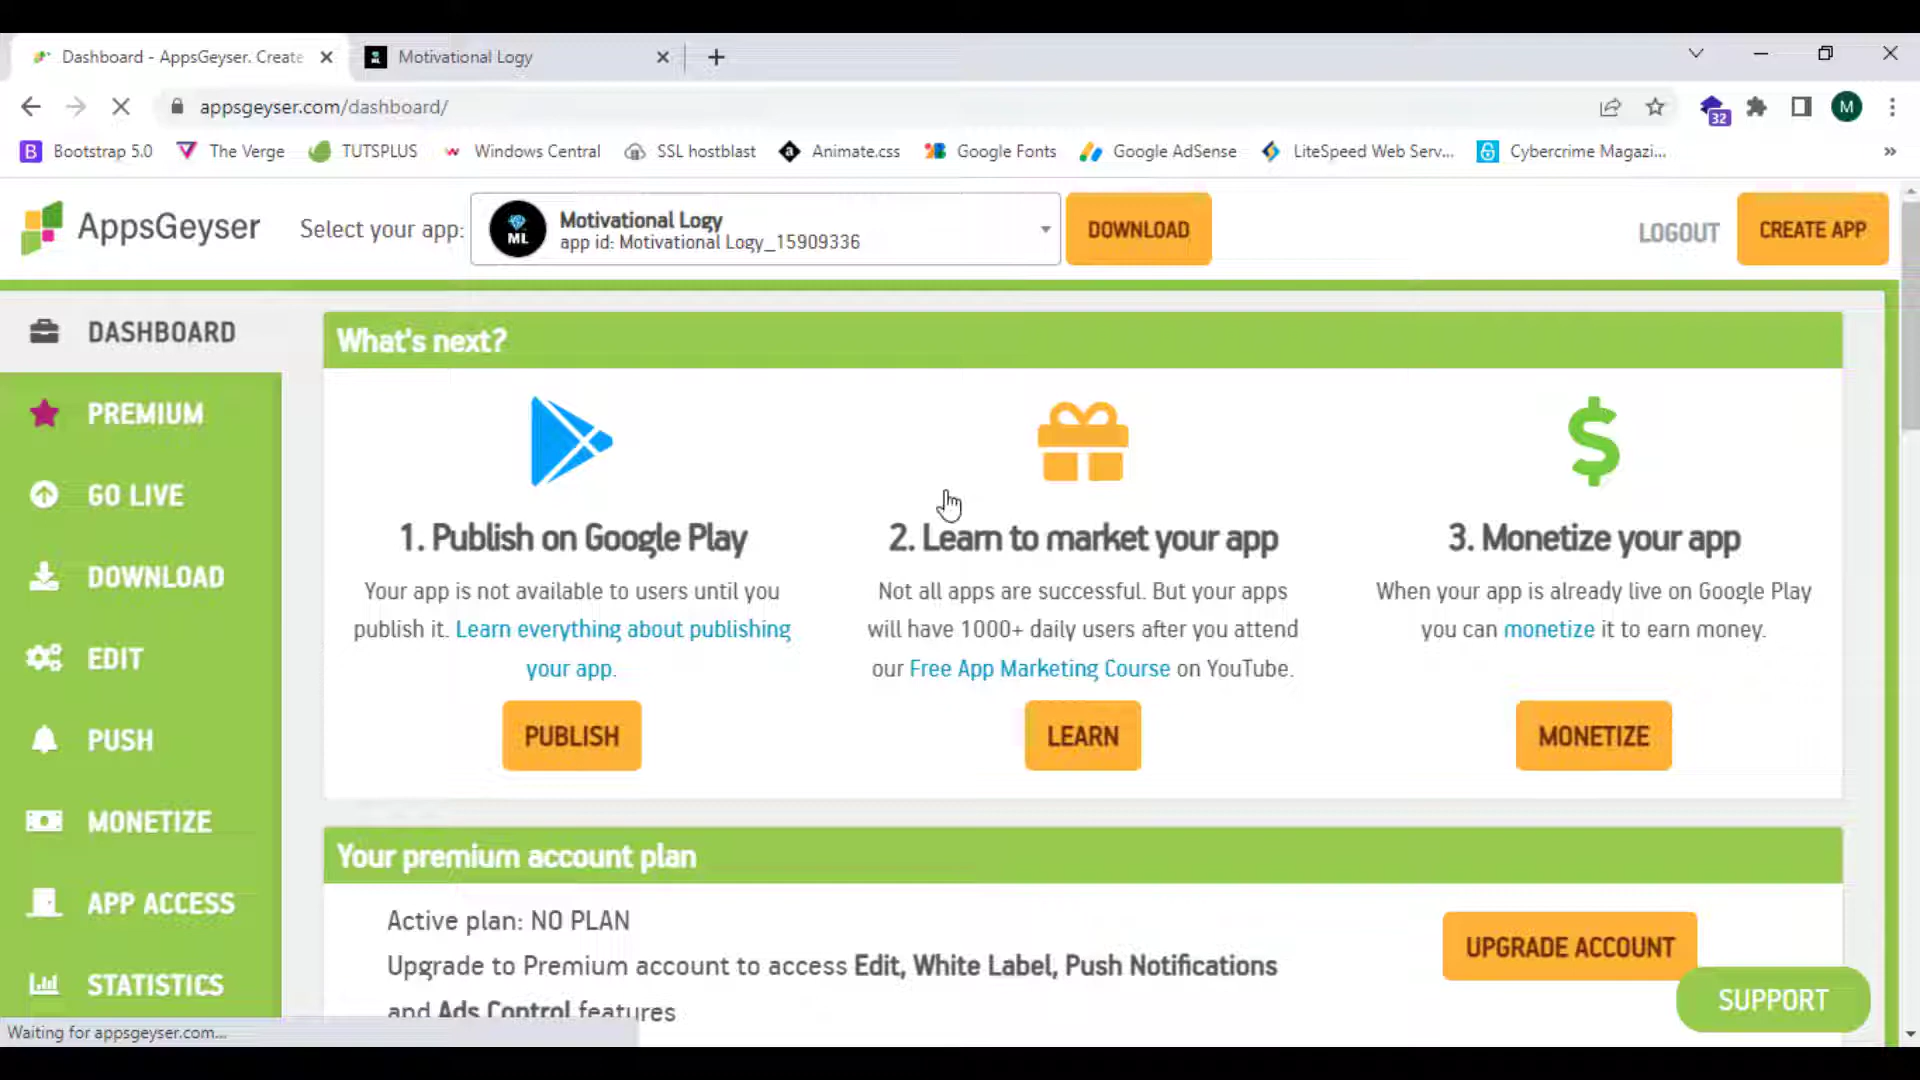 Dashboard - AppsGeyser. Create
Motivational Logy
appsgeyser.com/dashboard/
32
M
B Bootstrap 5.0
The Verge
TUTSPLUS
Windows Central
SSL hostblast
Animate.css
Google Fonts
Google AdSense
LiteSpeed Web Serv...
Cybercrime Magazi...
»
AppsGeyser
Select your app:
ML
Motivational Logy
app id: Motivational Logy_15909336
DOWNLOAD
LOGOUT
CREATE APP
DASHBOARD
PREMIUM
GO LIVE
DOWNLOAD
EDIT
PUSH
MONETIZE
APP ACCESS
STATISTICS
What's next?
1. Publish on Google Play
Your app is not available to users until you
publish it. Learn everything about publishing
your app.
PUBLISH
2. Learn to market your app
Not all apps are successful. But your apps
will have 1000+ daily users after you attend
our Free App Marketing Course on YouTube.
LEARN
3. Monetize your app
When your app is already live on Google Play
you can monetize it to earn money.
MONETIZE
Your premium account plan
Active plan: NO PLAN
Upgrade to Premium account to access Edit, White Label, Push Notifications
and Ads Control features
UPGRADE ACCOUNT
SUPPORT
Waiting for appsgeyser.com...